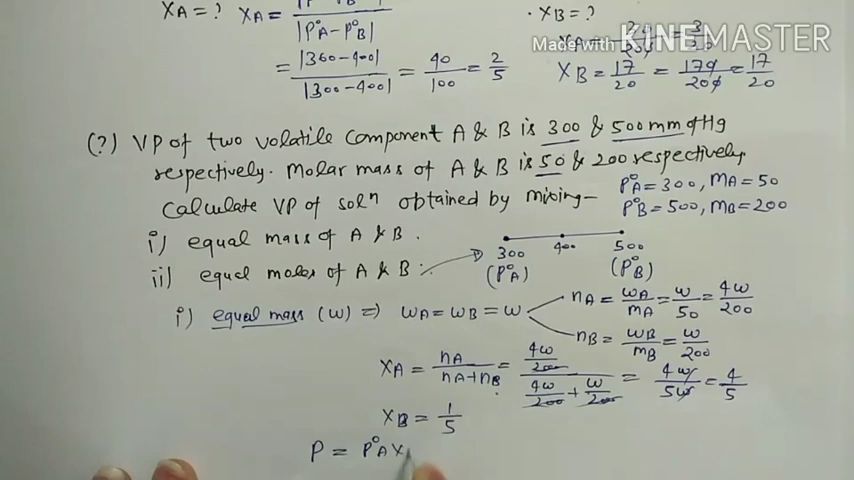 XA = ? XA =
|P°A - P°B|
= |360-400| / |300-400| = 40/100 = 2/5
· XB = ?
= 3/20
XB = 17/20 = 170/200 = 17/20
Made with KINEMASTER
(?) VP of two volatile component A & B is 300 & 500 mm of Hg
respectively. Molar mass of A & B is 50 & 200 respectively
Calculate VP of solⁿ obtained by mixing-
P°A = 300, MA = 50
P°B = 500, MB = 200
i) equal mass of A & B.
ii) equal moles of A & B:
300 400 500
(P°A) (P°B)
i) equal mass (w) => wA = wB = w
nA = wA/mA = w/50 = 4w/200
nB = wB/mB = w/200
XA = nA/(nA+nB) = (4w/200)/(4w/200 + w/200) = 4w/5w = 4/5
XB = 1/5
P = P°A X